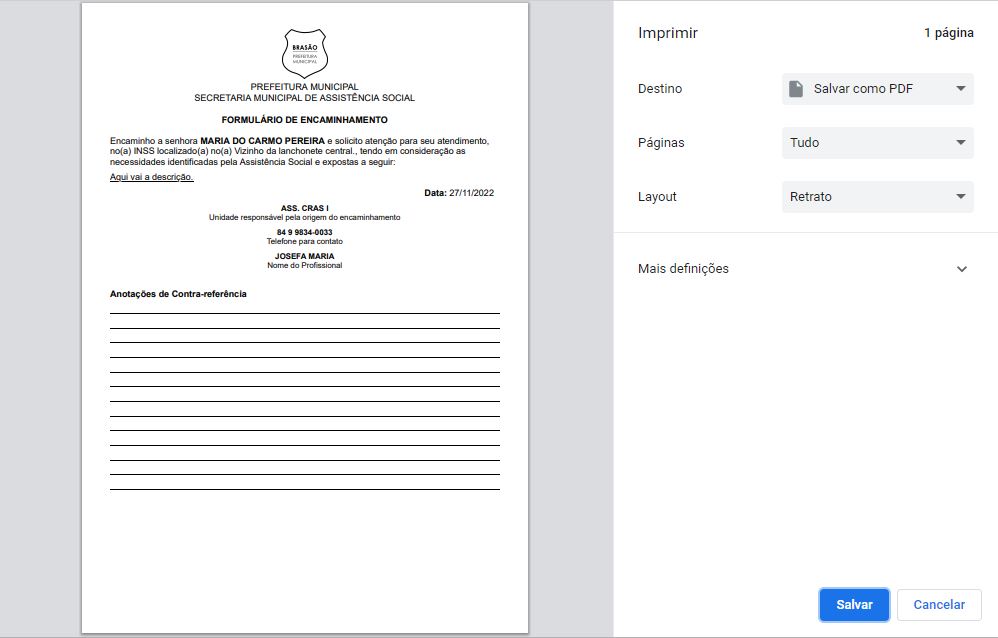 BRASÃO
PREFEITURA
MUNICIPAL
PREFEITURA MUNICIPAL
SECRETARIA MUNICIPAL DE ASSISTÊNCIA SOCIAL
FORMULÁRIO DE ENCAMINHAMENTO
Encaminho a senhora MARIA DO CARMO PEREIRA e solicito atenção para seu atendimento,
no(a) INSS localizado(a) no(a) Vizinho da lanchonete central., tendo em consideração as
necessidades identificadas pela Assistência Social e expostas a seguir:
Aqui vai a descrição.
Data: 27/11/2022
ASS. CRAS I
Unidade responsável pela origem do encaminhamento
84 9 9834-0033
Telefone para contato
JOSEFA MARIA
Nome do Profissional
Anotações de Contra-referência
Imprimir 1 página
Destino Salvar como PDF
Páginas Tudo
Layout Retrato
Mais definições
Salvar Cancelar